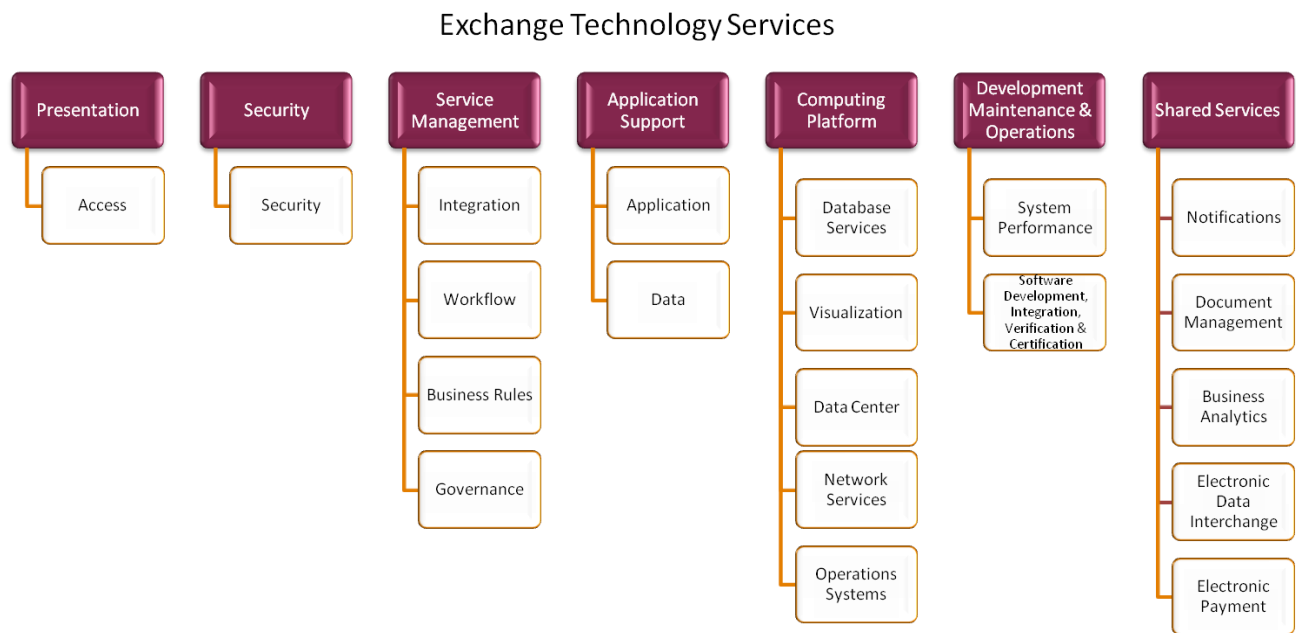 Exchange Technology Services
Presentation
Access
Security
Security
Service
Management
Integration
Workflow
Business Rules
Governance
Application
Support
Application
Data
Computing
Platform
Database
Services
Visualization
Data Center
Network
Services
Operations
Systems
Development
Maintenance &
Operations
System
Performance
Software
Development,
Integration,
Verification &
Certification
Shared Services
Notifications
Document
Management
Business
Analytics
Electronic
Data
Interchange
Electronic
Payment